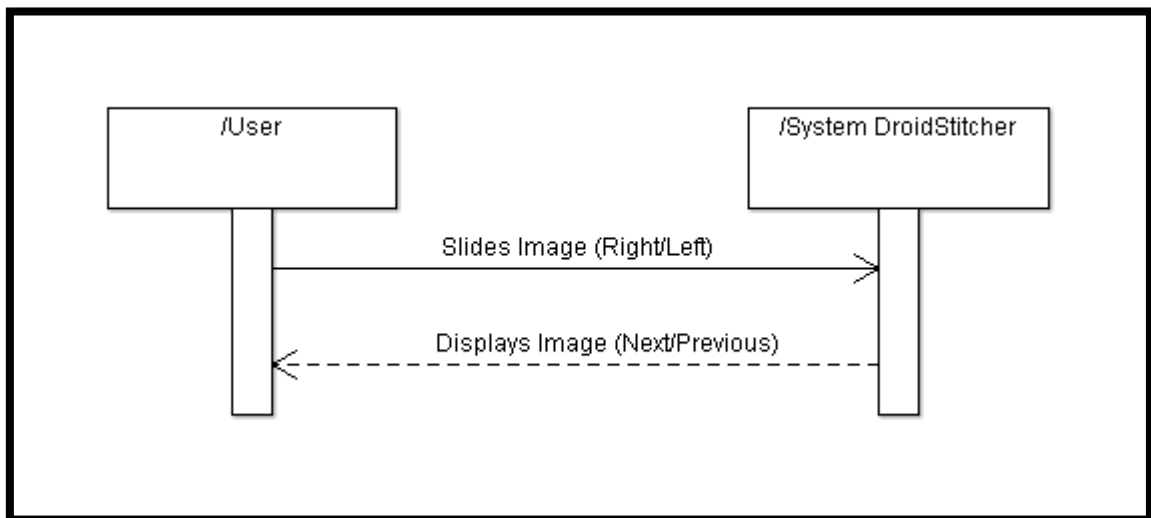 /User
/System DroidStitcher
Slides Image (Right/Left)
Displays Image (Next/Previous)